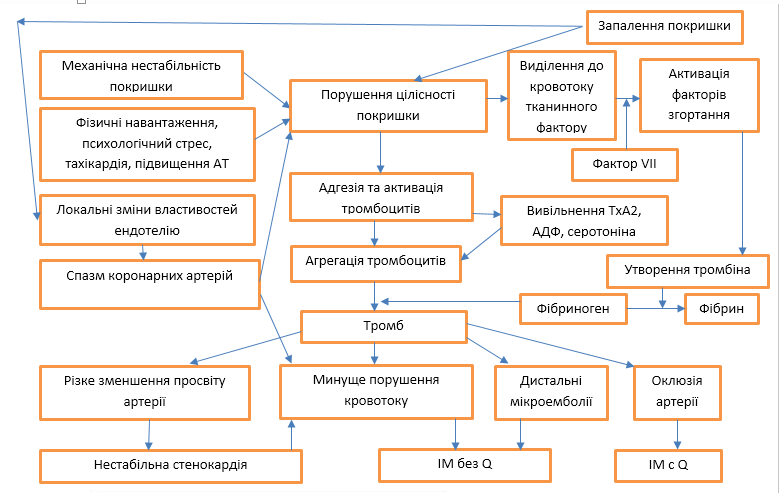 Запалення покришки
Механічна нестабільність
покришки
Порушення цілісності
покришки
Виділення до
кровотоку
тканинного
фактору
Активація
факторів
згортання
Фізичні навантаження,
психологічний стрес,
тахікардія, підвищення АТ
Фактор VII
Адгезія та активація
тромбоцитів
Локальні зміни властивостей
ендотелію
Вивільнення ТхА2,
АДФ, серотоніна
Спазм коронарних артерій
Агрегація тромбоцитів
Утворення тромбіна
Фібриноген
Фібрин
Тромб
Різке зменшення просвіту
артерії
Минуще порушення
кровотоку
Дистальні
мікроемболії
Оклюзія
артерії
Нестабільна стенокардія
ІМ без Q
ІМ с Q